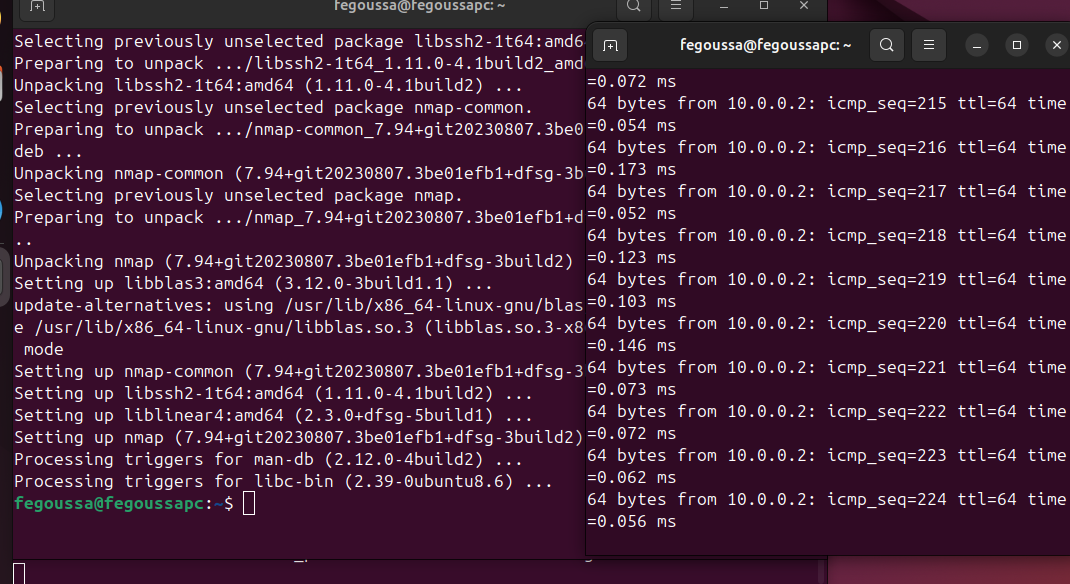 fegoussa@fegoussapc: ~
Selecting previously unselected package libssh2-1t64:amd6
Preparing to unpack .../libssh2-1t64_1.11.0-4.1build2_amd
Unpacking libssh2-1t64:amd64 (1.11.0-4.1build2) ...
Selecting previously unselected package nmap-common.
Preparing to unpack .../nmap-common_7.94+git20230807.3be0
deb ...
Unpacking nmap-common (7.94+git20230807.3be01efb1+dfsg-3b
Selecting previously unselected package nmap.
Preparing to unpack .../nmap_7.94+git20230807.3be01efb1+d
..
Unpacking nmap (7.94+git20230807.3be01efb1+dfsg-3build2)
Setting up libblas3:amd64 (3.12.0-3build1.1) ...
update-alternatives: using /usr/lib/x86_64-linux-gnu/blas
e /usr/lib/x86_64-linux-gnu/libblas.so.3 (libblas.so.3-x8
mode
Setting up nmap-common (7.94+git20230807.3be01efb1+dfsg-3
Setting up libssh2-1t64:amd64 (1.11.0-4.1build2) ...
Setting up liblinear4:amd64 (2.3.0+dfsg-5build1) ...
Setting up nmap (7.94+git20230807.3be01efb1+dfsg-3build2)
Processing triggers for man-db (2.12.0-4build2) ...
Processing triggers for libc-bin (2.39-0ubuntu8.6) ...
fegoussa@fegoussapc:~$
fegoussa@fegoussapc: ~
=0.072 ms
64 bytes from 10.0.0.2: icmp_seq=215 ttl=64 time
=0.054 ms
64 bytes from 10.0.0.2: icmp_seq=216 ttl=64 time
=0.173 ms
64 bytes from 10.0.0.2: icmp_seq=217 ttl=64 time
=0.052 ms
64 bytes from 10.0.0.2: icmp_seq=218 ttl=64 time
=0.123 ms
64 bytes from 10.0.0.2: icmp_seq=219 ttl=64 time
=0.103 ms
64 bytes from 10.0.0.2: icmp_seq=220 ttl=64 time
=0.146 ms
64 bytes from 10.0.0.2: icmp_seq=221 ttl=64 time
=0.073 ms
64 bytes from 10.0.0.2: icmp_seq=222 ttl=64 time
=0.072 ms
64 bytes from 10.0.0.2: icmp_seq=223 ttl=64 time
=0.062 ms
64 bytes from 10.0.0.2: icmp_seq=224 ttl=64 time
=0.056 ms